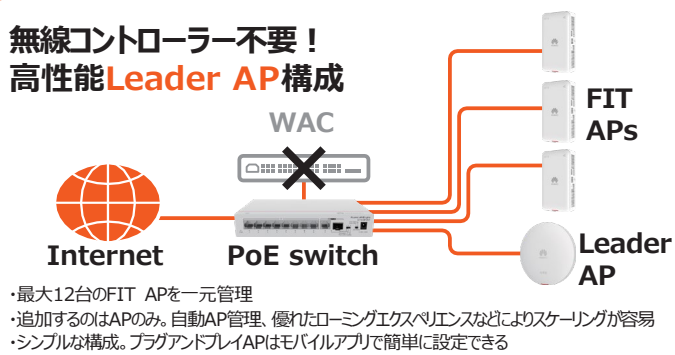 無線コントローラー不要！
高性能Leader AP構成
WAC
FIT
APs
Internet
PoE switch
Leader
AP
・最大12台のFIT APを一元管理
・追加するのはAPのみ。自動AP管理、優れたローミングエクスペリエンスなどによりスケーリングが容易
・シンプルな構成。プラグアンドプレイAPはモバイルアプリで簡単に設定できる